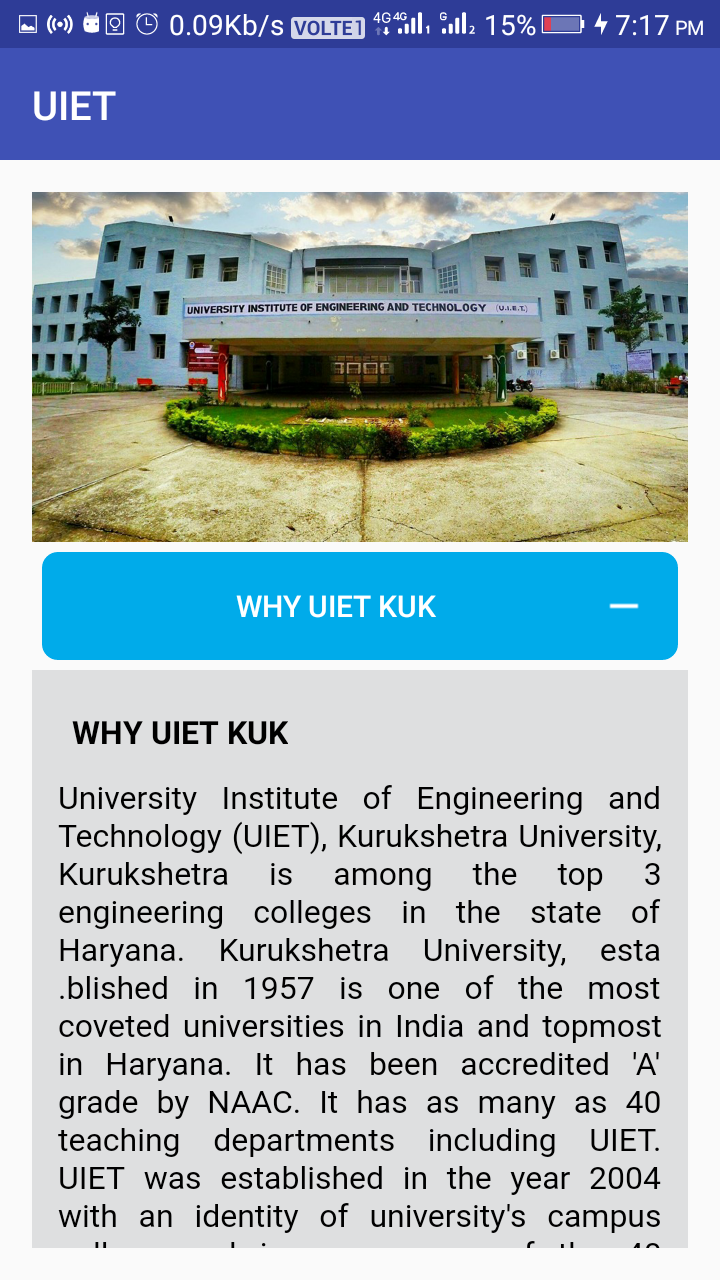 0.09Kb/s VOLTE1 4G 4G 1 G 2 15% 7:17 PM
UIET
UNIVERSITY INSTITUTE OF ENGINEERING AND TECHNOLOGY (U.I.E.T.)
WHY UIET KUK
WHY UIET KUK
University Institute of Engineering and
Technology (UIET), Kurukshetra University,
Kurukshetra is among the top 3
engineering colleges in the state of
Haryana. Kurukshetra University, esta
.blished in 1957 is one of the most
coveted universities in India and topmost
in Haryana. It has been accredited 'A'
grade by NAAC. It has as many as 40
teaching departments including UIET.
UIET was established in the year 2004
with an identity of university's campus